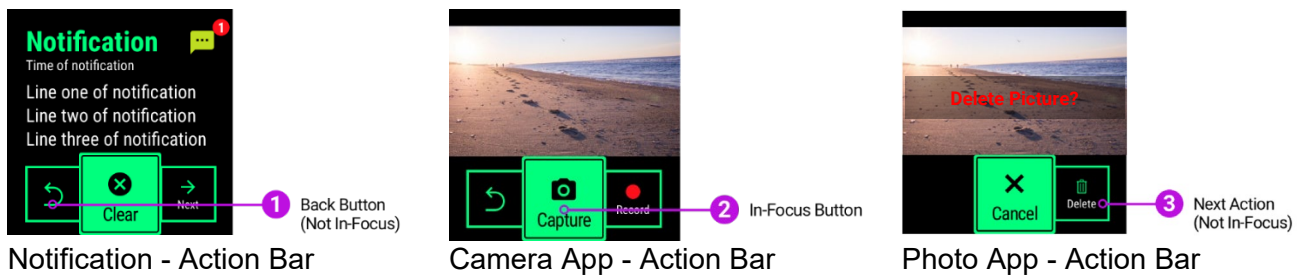 Notification
1
Time of notification
Line one of notification
Line two of notification
Line three of notification
Clear
Next
1 Back Button
(Not In-Focus)
Notification - Action Bar
Capture
Record
2 In-Focus Button
Camera App - Action Bar
Delete Picture?
Cancel
Delete
3 Next Action
(Not In-Focus)
Photo App - Action Bar